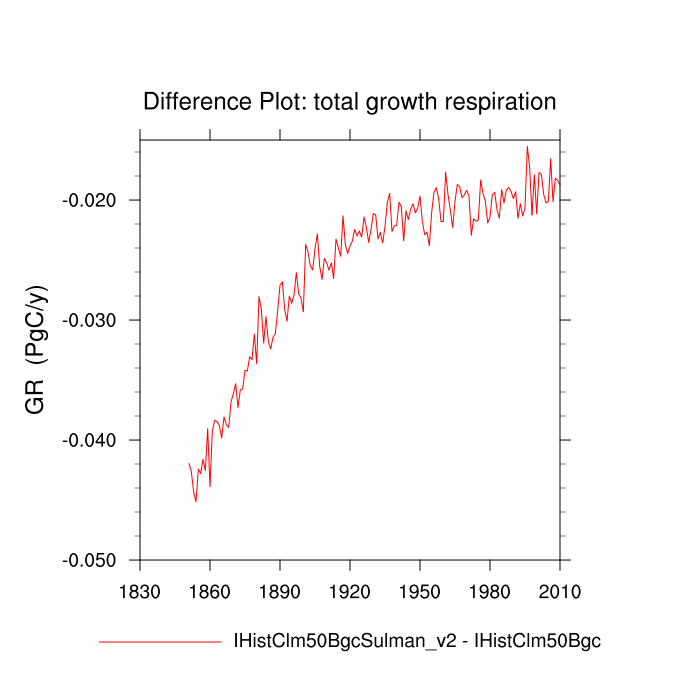 Difference Plot: total growth respiration
GR (PgC/y)
-0.020
-0.030
-0.040
-0.050
1830 1860 1890 1920 1950 1980 2010
IHistClm50BgcSulman_v2 - IHistClm50Bgc